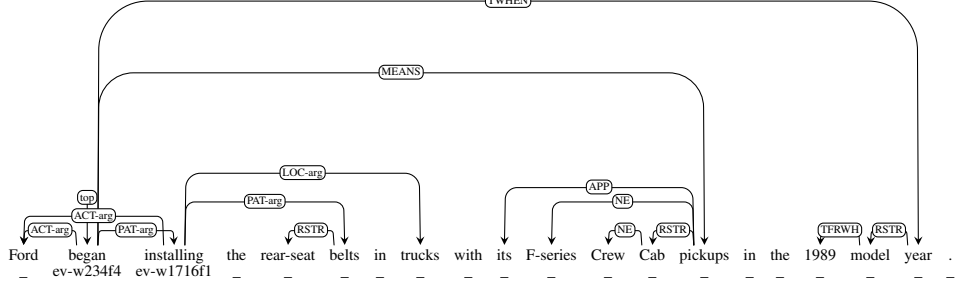 TWHEN
MEANS
LOC-arg
top
APP
PAT-arg
NE
ACT-arg
ACT-arg PAT-arg RSTR NE RSTR TFRWH RSTR
Ford began installing the rear-seat belts in trucks with its F-series Crew Cab pickups in the 1989 model year .
_ ev-w234f4 ev-w1716f1 _ _ _ _ _ _ _ _ _ _ _ _ _ _ _ _ _